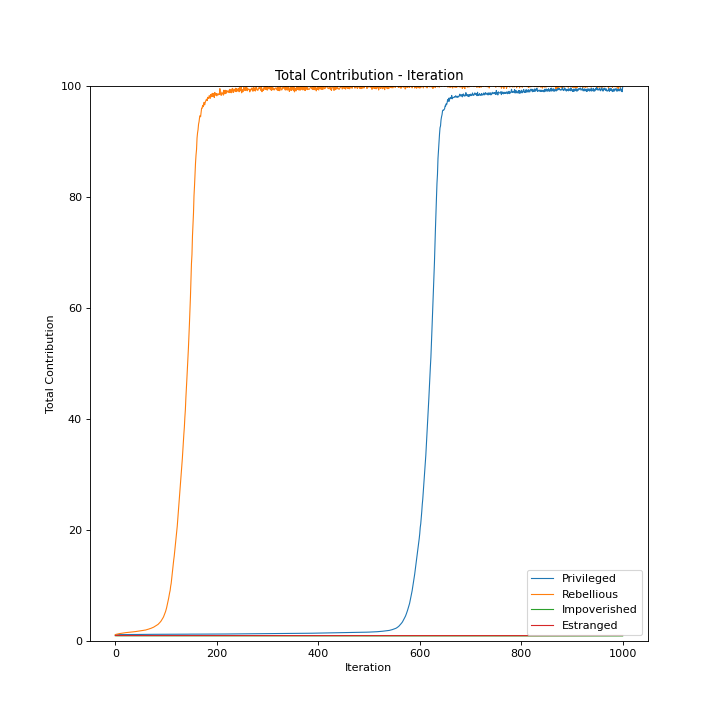 Total Contribution - Iteration
Total Contribution
100
80
60
40
20
0
0 200 400 600 800 1000
Iteration
Privileged
Rebellious
Impoverished
Estranged